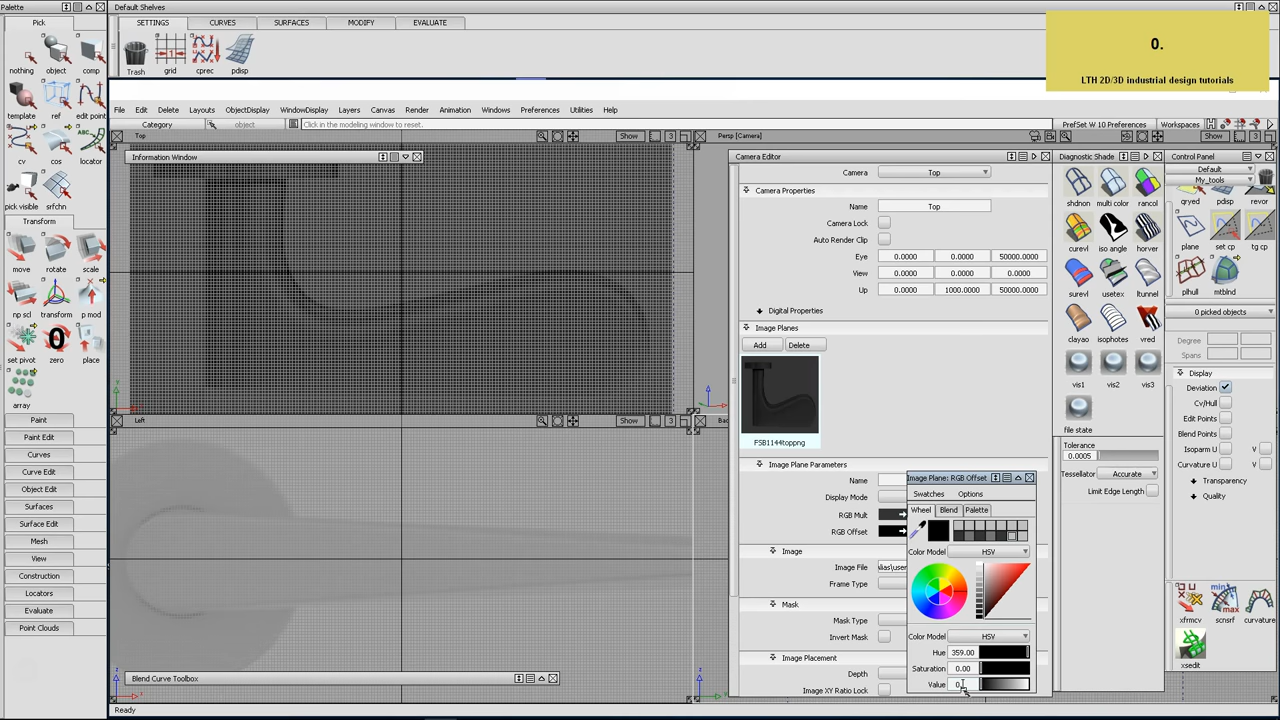 Palette
Default Shelves
Pick
SETTINGS CURVES SURFACES MODIFY EVALUATE
0.
LTH 2D/3D industrial design tutorials
nothing object comp
Trash grid cprec pdisp
template ref edit point
File Edit Delete Layouts ObjectDisplay WindowDisplay Layers Canvas Render Animation Windows Preferences Utilities Help
Category object Click in the modeling window to reset.
PrefSet W 10 Preferences Workspaces
Top Show 3
Persp [Camera] Show 3
cv cos locator
pick visible srfchn
Transform
move rotate scale
np scl transform p mod
set pivot zero place
array
Paint
Paint Edit
Curves
Curve Edit
Object Edit
Surfaces
Surface Edit
Mesh
View
Construction
Locators
Evaluate
Point Clouds
Information Window
Left Show 3
Blend Curve Toolbox
Ready
Camera Editor
Camera Top
Camera Properties
Name Top
Camera Lock
Auto Render Clip
Eye 0.0000 0.0000 50000.0000
View 0.0000 0.0000 0.0000
Up 0.0000 1000.0000 50000.0000
Digital Properties
Image Planes
Add Delete
FSB1144toppng
Image Plane Parameters
Name
Display Mode
RGB Mult
RGB Offset
Image
Image File
Frame Type
Mask
Mask Type
Invert Mask
Image Placement
Depth
Image XY Ratio Lock
Image Plane: RGB Offset
Swatches Options
Wheel Blend Palette
Color Model HSV
Color Model HSV
Hue 359.00
Saturation 0.00
Value 0.
Diagnostic Shade
shdnon multi color rancol
curevl iso angle horver
surevl usetex ltunnel
clayao isophotes vred
vis1 vis2 vis3
file state
Tolerance
0.0005
Tessellator Accurate
Limit Edge Length
Control Panel
Default
My_tools
qryed pdisp revor
plane set cp tg cp
plhull mtblnd
0 picked objects
Degree
Spans
Display
Deviation
Cv/Hull
Edit Points
Blend Points
Isoparm U V
Curvature U V
Transparency
Quality
xfrmcv scnsrf curvature
xsedit